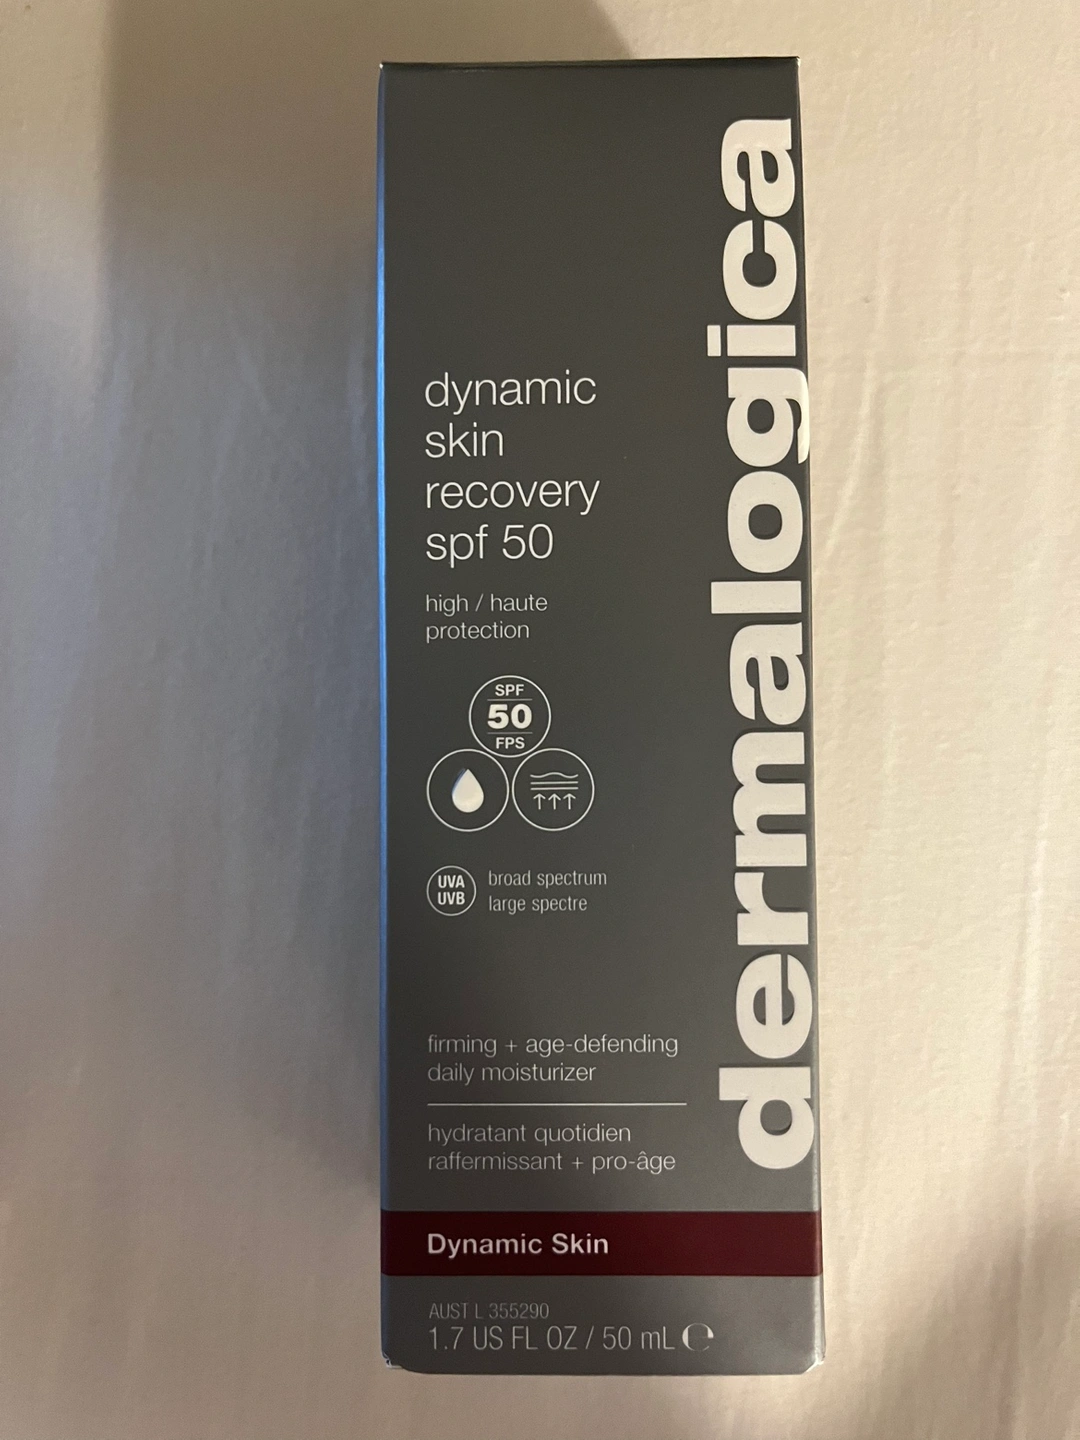 dermalogica
dynamic
skin
recovery
spf 50
high / haute
protection
SPF
50
FPS
UVA
UVB
broad spectrum
large spectre
firming + age-defending
daily moisturizer
hydratant quotidien
raffermissant + pro-âge
Dynamic Skin
AUST L 355290
1.7 US FL OZ / 50 mL ℮